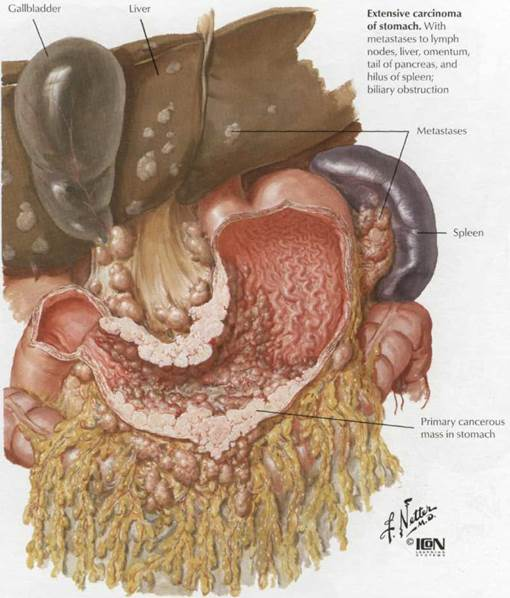 Gallbladder
Liver
Extensive carcinoma
of stomach. With
metastases to lymph
nodes, liver, omentum,
tail of pancreas, and
hilus of spleen;
biliary obstruction
Metastases
Spleen
Primary cancerous
mass in stomach
F. Netter
M.D.
© ICON
LEARNING
SYSTEMS